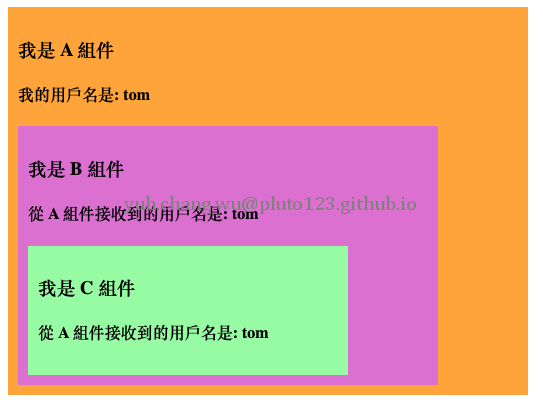 我是 A 組件
我的用戶名是: tom
我是 B 組件
yuh.chang.wu@pluto123.github.io
從 A 組件接收到的用戶名是: tom
我是 C 組件
從 A 組件接收到的用戶名是: tom